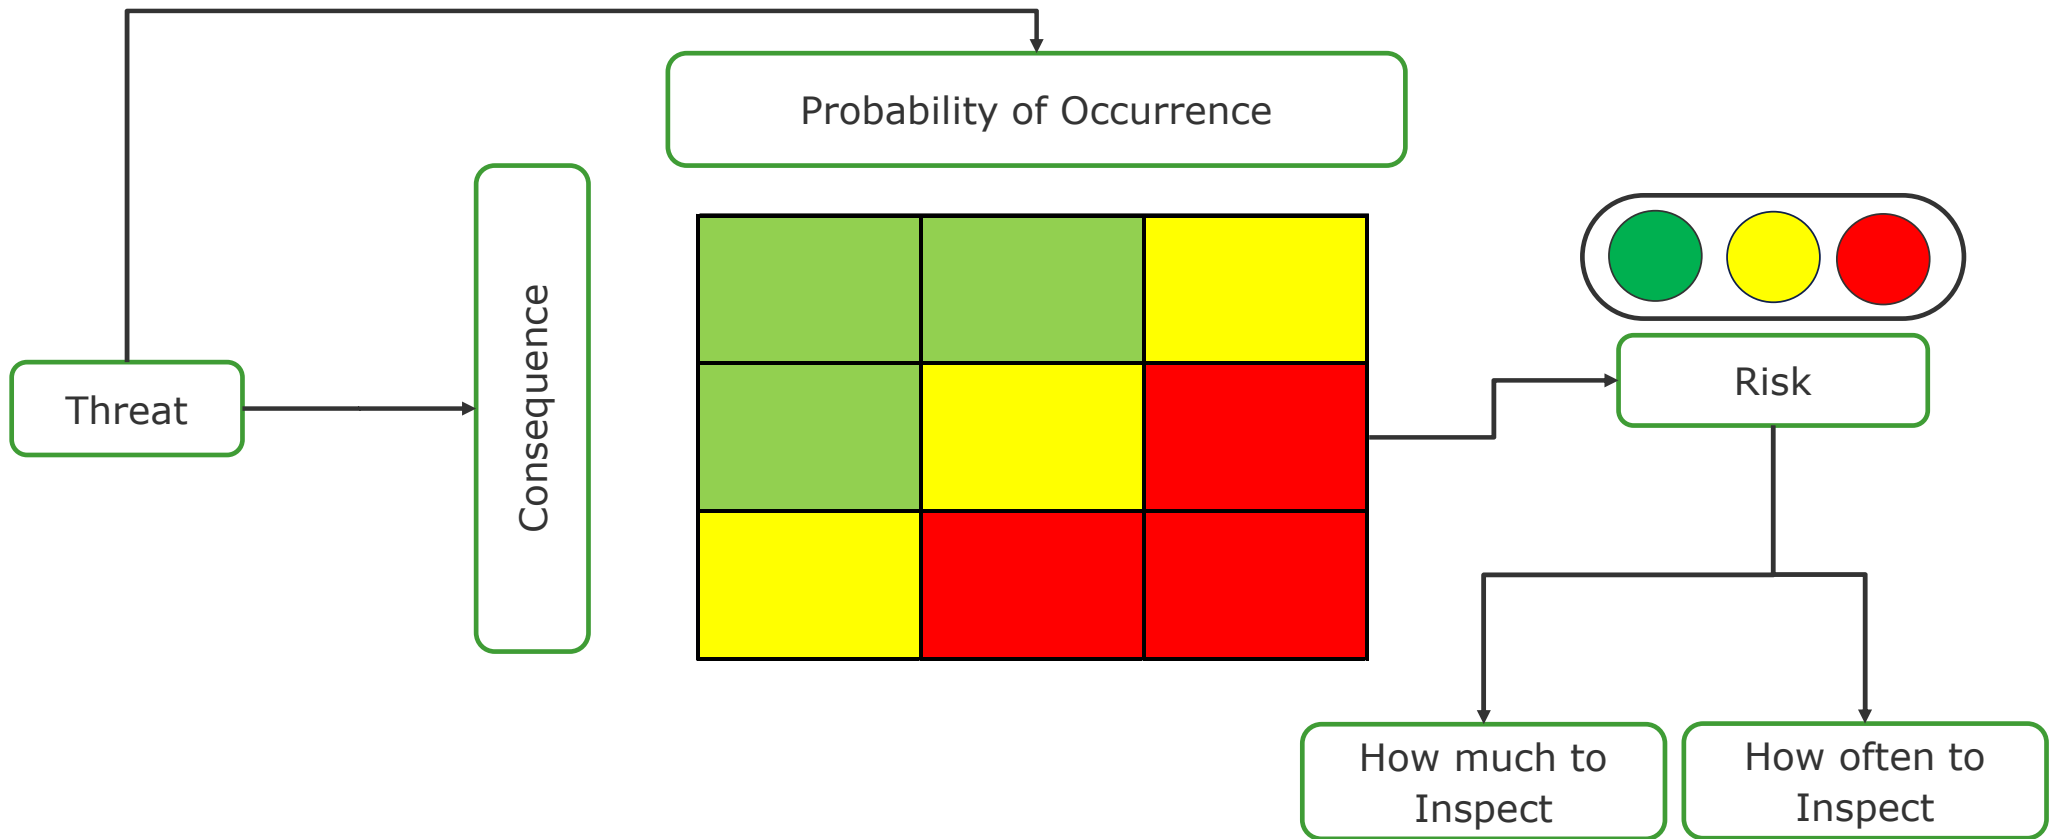 Probability of Occurrence
Consequence
Threat
Risk
How much to
Inspect
How often to
Inspect